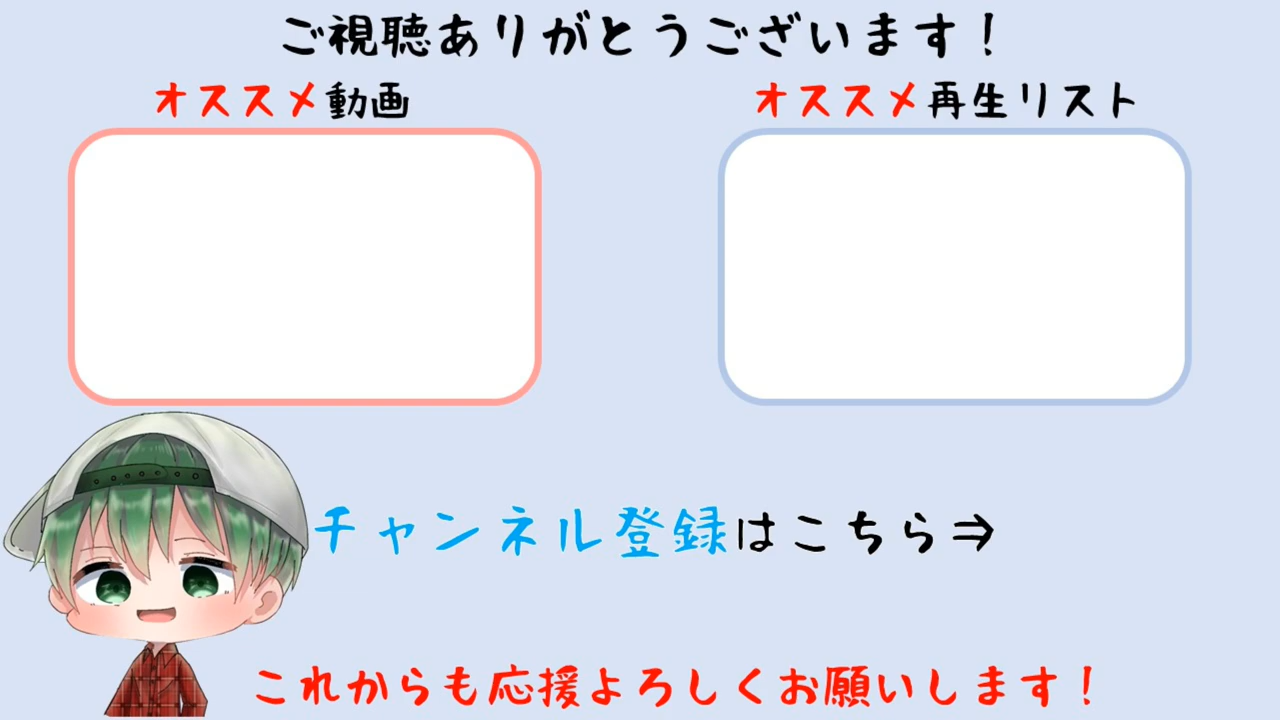 ご視聴ありがとうございます！
オススメ動画
オススメ再生リスト
チャンネル登録はこちら⇒
これからも応援よろしくお願いします！